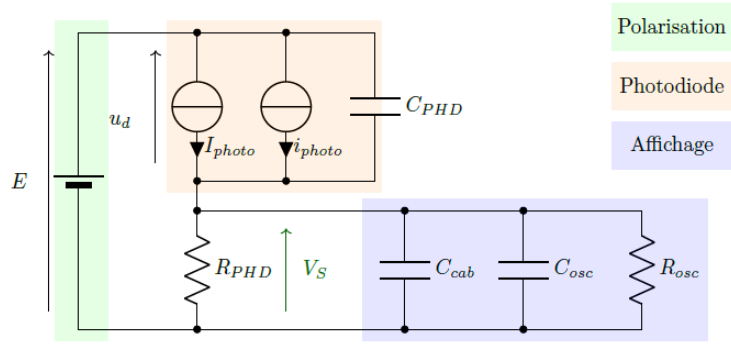 Polarisation
Photodiode
Affichage
u_d
I_photo
i_photo
C_PHD
E
R_PHD
V_S
C_cab
C_osc
R_osc